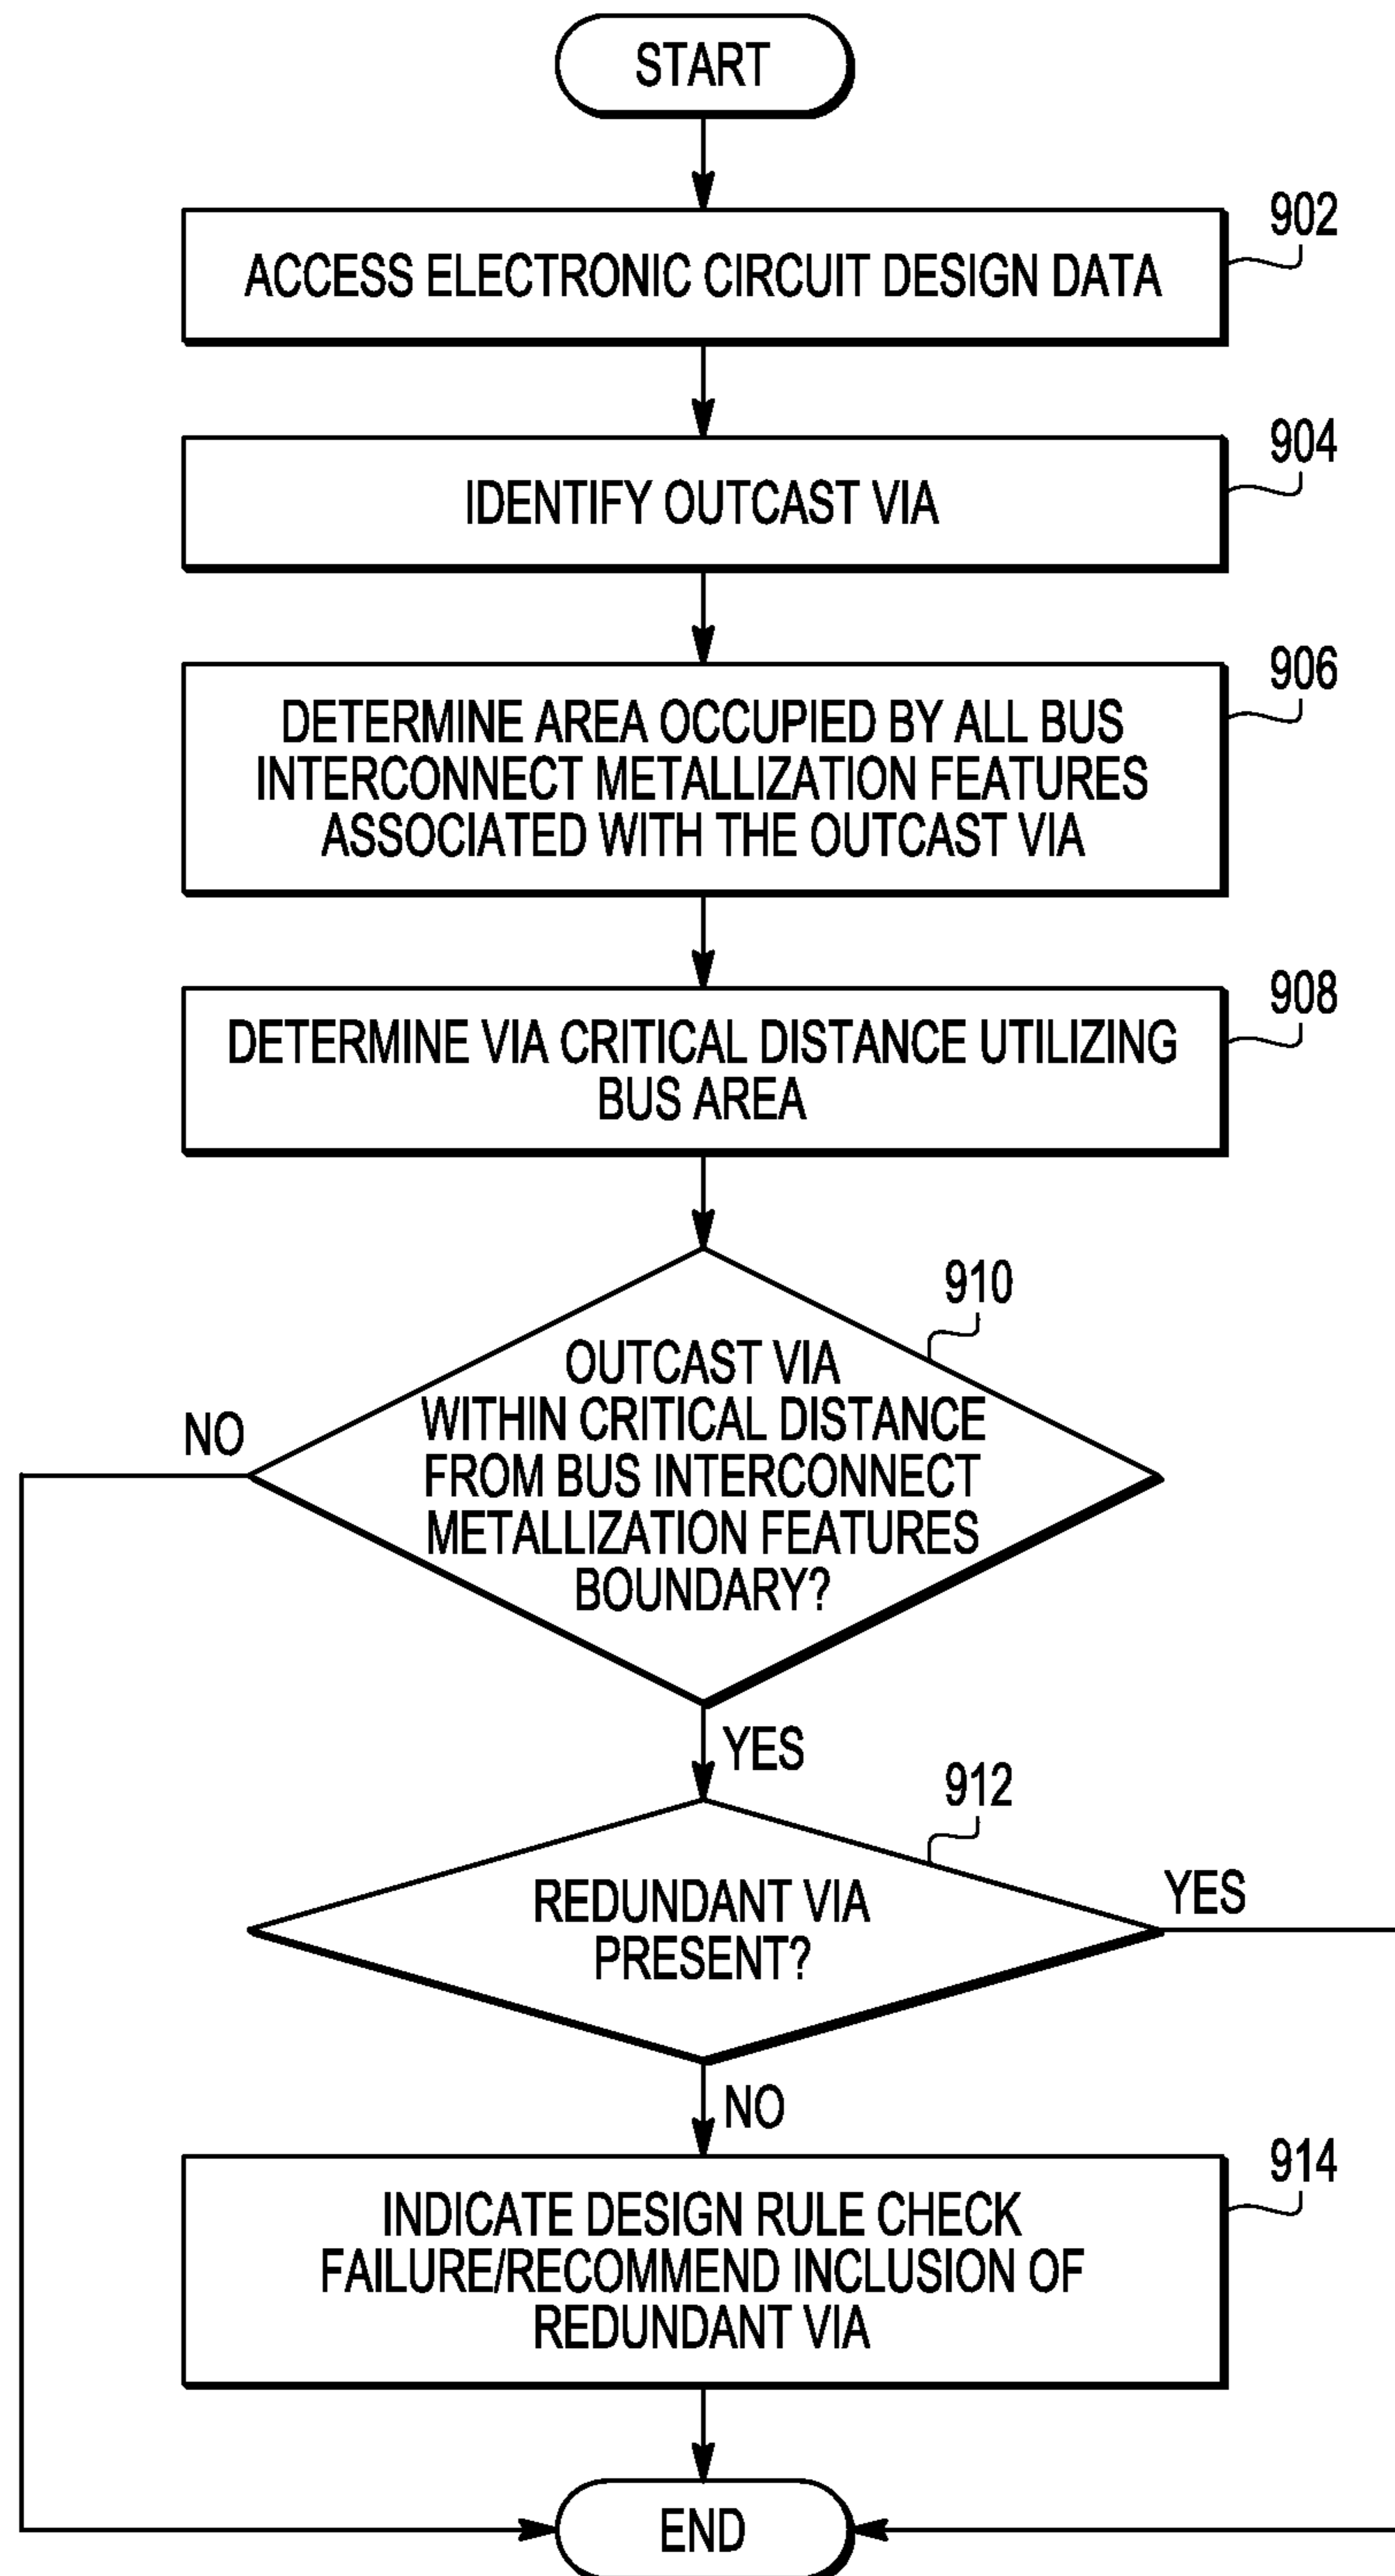 START
902
ACCESS ELECTRONIC CIRCUIT DESIGN DATA
904
IDENTIFY OUTCAST VIA
906
DETERMINE AREA OCCUPIED BY ALL BUS
INTERCONNECT METALLIZATION FEATURES
ASSOCIATED WITH THE OUTCAST VIA
908
DETERMINE VIA CRITICAL DISTANCE UTILIZING
BUS AREA
910
OUTCAST VIA
WITHIN CRITICAL DISTANCE
FROM BUS INTERCONNECT
METALLIZATION FEATURES
BOUNDARY?
NO
YES
912
REDUNDANT VIA
PRESENT?
YES
NO
914
INDICATE DESIGN RULE CHECK
FAILURE/RECOMMEND INCLUSION OF
REDUNDANT VIA
END